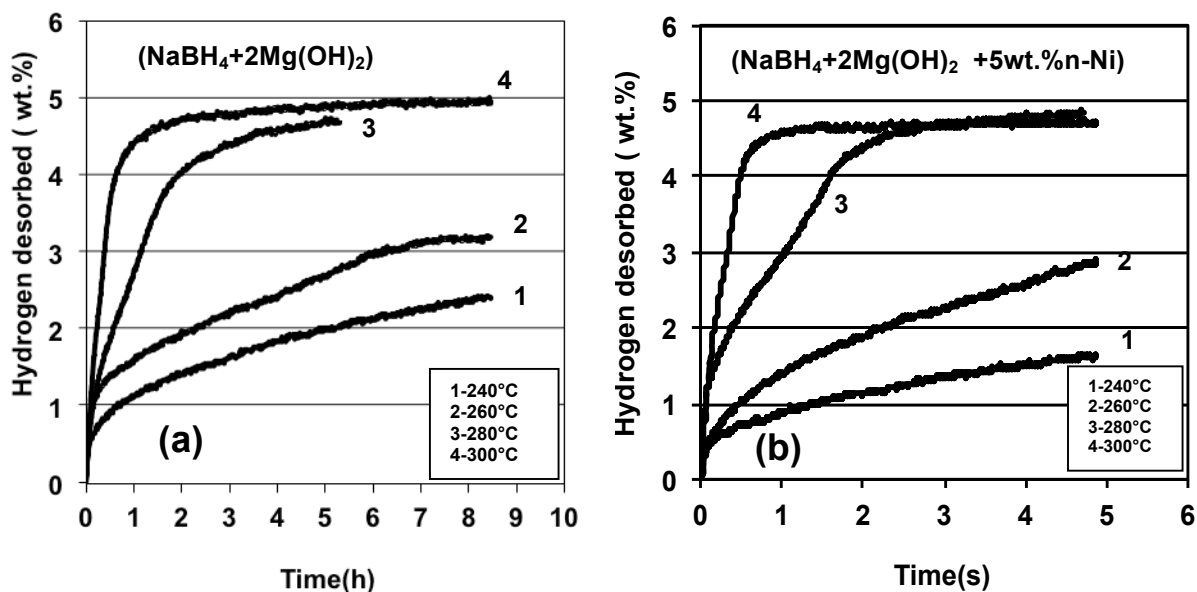 Hydrogen desorbed ( wt.%)
6
5
4
3
2
1
0
(NaBH4+2Mg(OH)2)
4
3
2
1
1-240°C
2-260°C
3-280°C
4-300°C
(a)
0 1 2 3 4 5 6 7 8 9 10
Time(h)
Hydrogen desorbed ( wt.%)
6
5
4
3
2
1
0
(NaBH4+2Mg(OH)2 +5wt.%n-Ni)
4
3
2
1
1-240°C
2-260°C
3-280°C
4-300°C
(b)
0 1 2 3 4 5 6
Time(s)